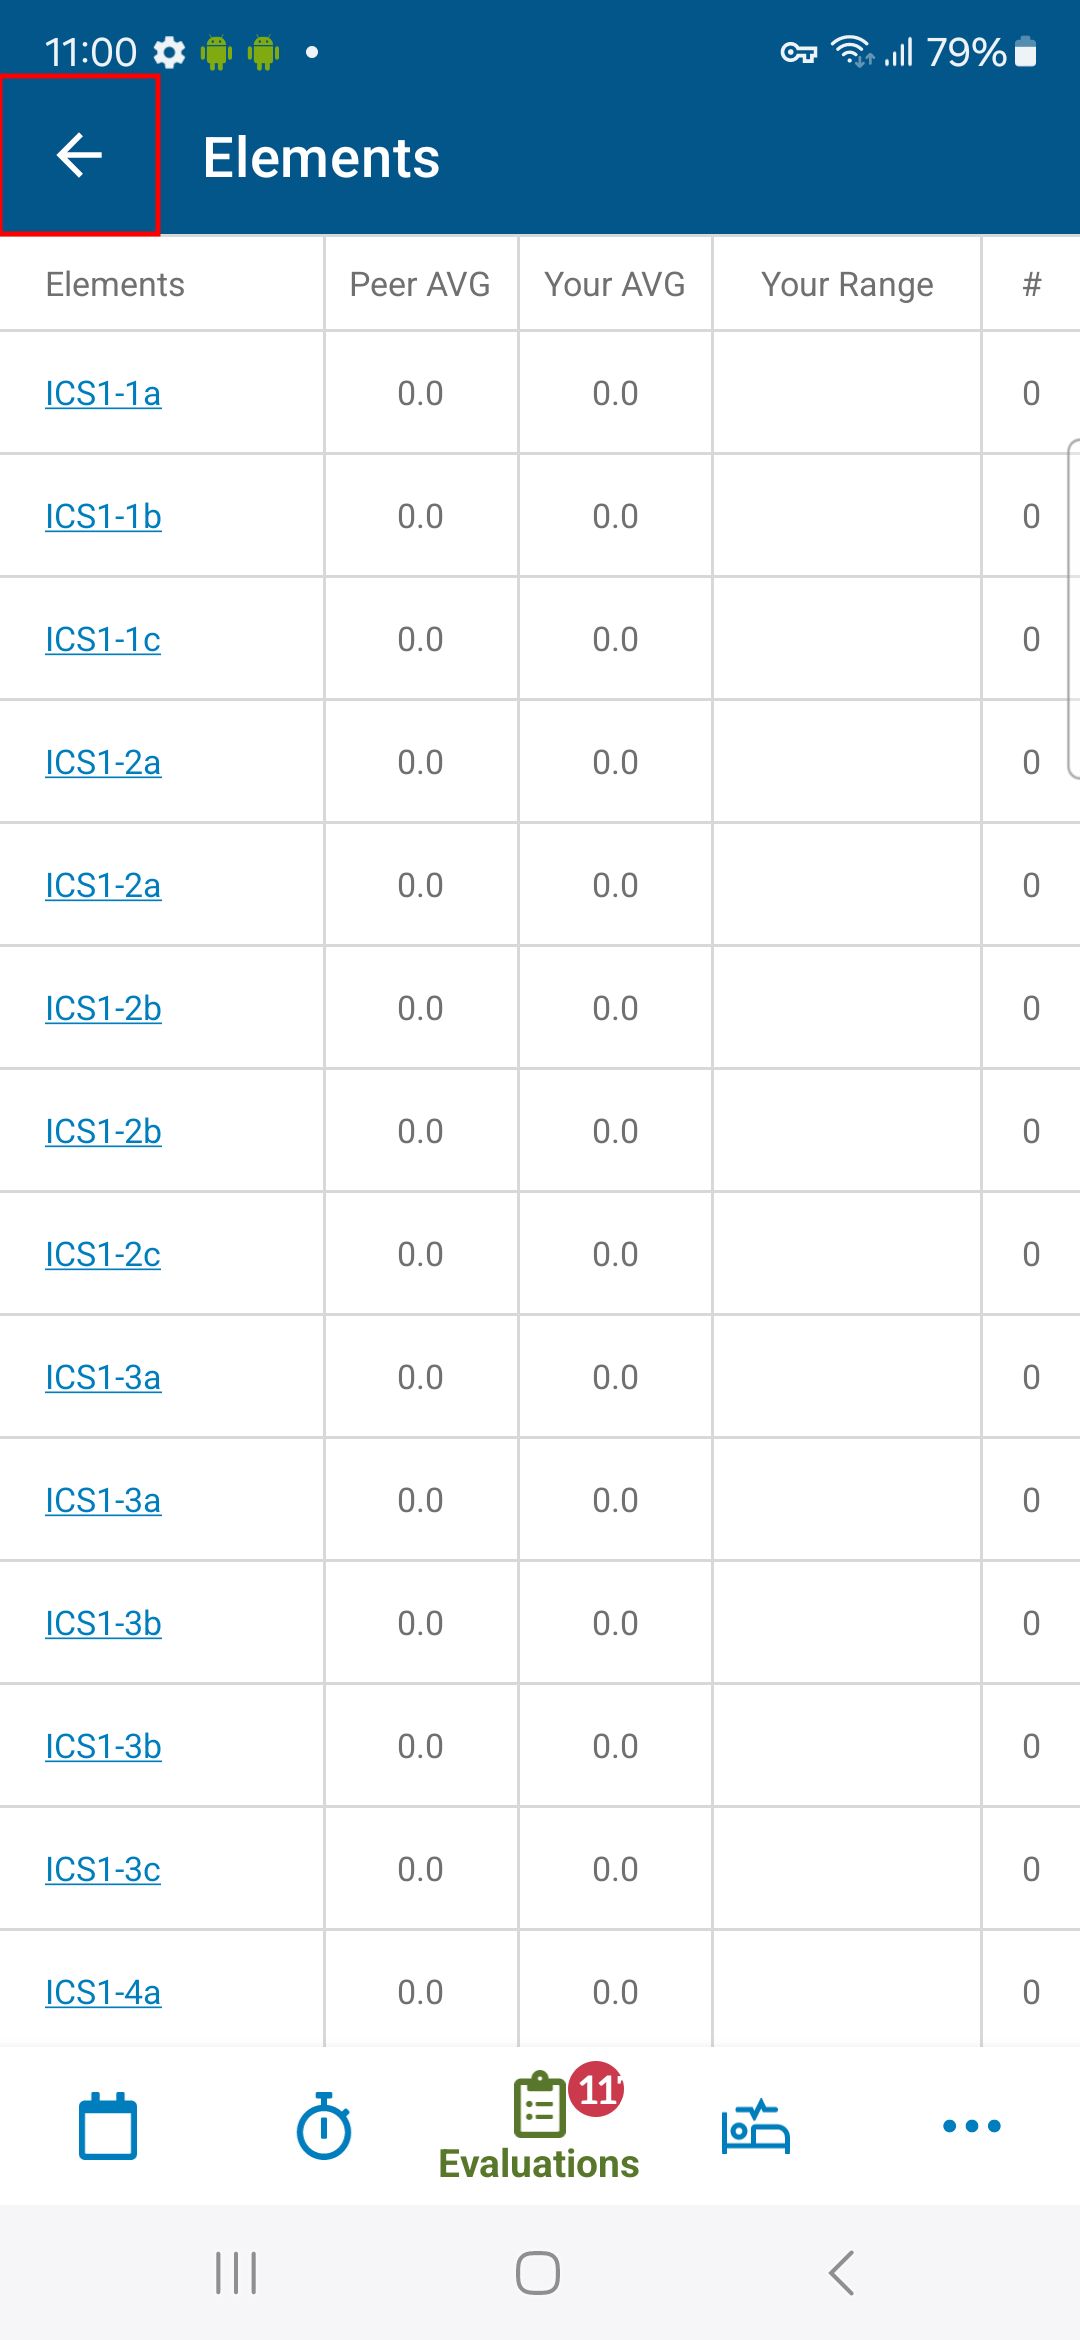 11:00 79%
Elements
Elements Peer AVG Your AVG Your Range #
ICS1-1a 0.0 0.0 0
ICS1-1b 0.0 0.0 0
ICS1-1c 0.0 0.0 0
ICS1-2a 0.0 0.0 0
ICS1-2a 0.0 0.0 0
ICS1-2b 0.0 0.0 0
ICS1-2b 0.0 0.0 0
ICS1-2c 0.0 0.0 0
ICS1-3a 0.0 0.0 0
ICS1-3a 0.0 0.0 0
ICS1-3b 0.0 0.0 0
ICS1-3b 0.0 0.0 0
ICS1-3c 0.0 0.0 0
ICS1-4a 0.0 0.0 0
Evaluations